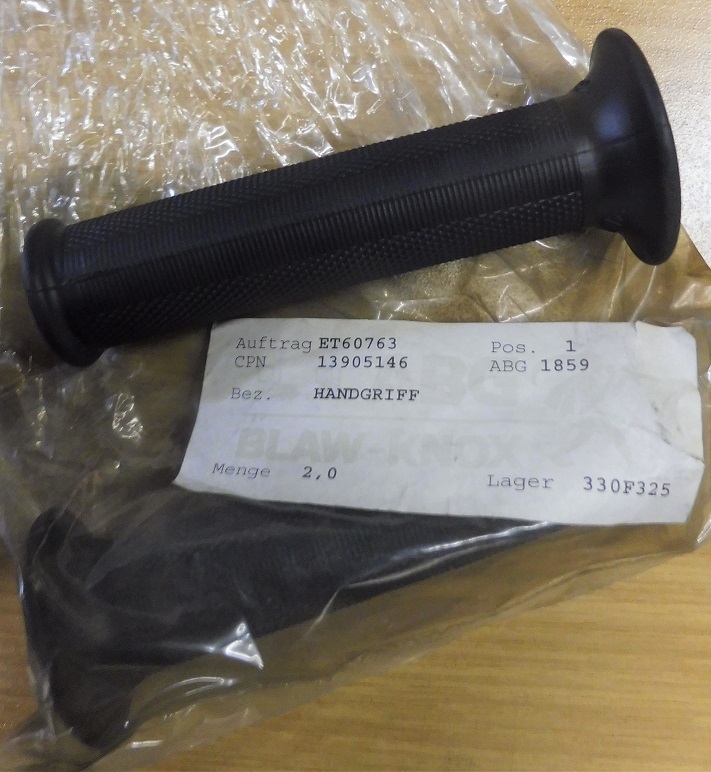 Auftrag ET60763 Pos. 1
CPN 13905146 ABG 1859
Bez. HANDGRIFF
BLAW-KNOX
Menge 2,0 Lager 330F325